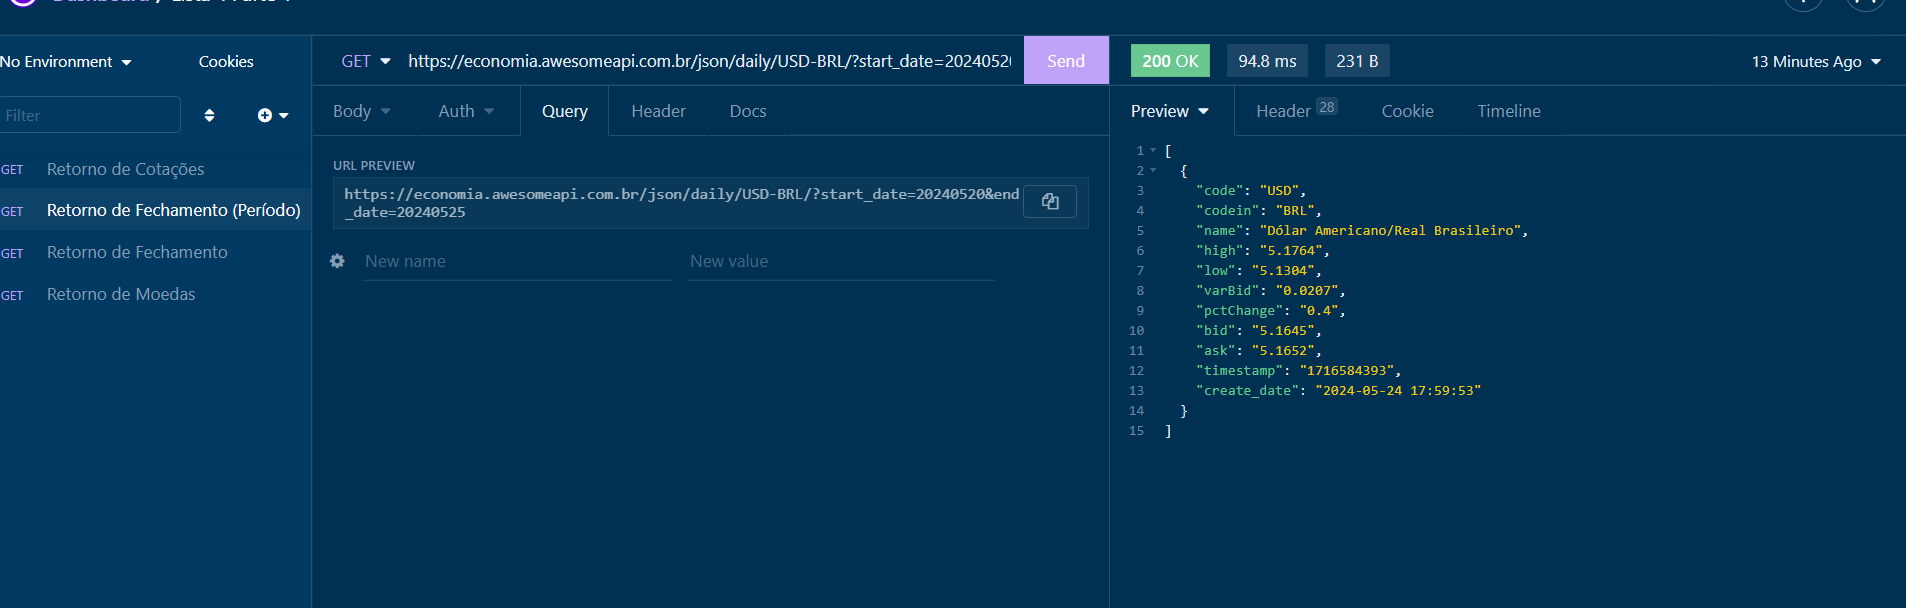 No Environment
Cookies
Filter
GET Retorno de Cotações
GET Retorno de Fechamento (Período)
GET Retorno de Fechamento
GET Retorno de Moedas
GET https://economia.awesomeapi.com.br/json/daily/USD-BRL/?start_date=2024052 Send
Body Auth Query Header Docs
URL PREVIEW
https://economia.awesomeapi.com.br/json/daily/USD-BRL/?start_date=20240520&end
_date=20240525
New name New value
200 OK 94.8 ms 231 B 13 Minutes Ago
Preview Header 28 Cookie Timeline
1 [
2 {
3 "code": "USD",
4 "codein": "BRL",
5 "name": "Dólar Americano/Real Brasileiro",
6 "high": "5.1764",
7 "low": "5.1304",
8 "varBid": "0.0207",
9 "pctChange": "0.4",
10 "bid": "5.1645",
11 "ask": "5.1652",
12 "timestamp": "1716584393",
13 "create_date": "2024-05-24 17:59:53"
14 }
15 ]